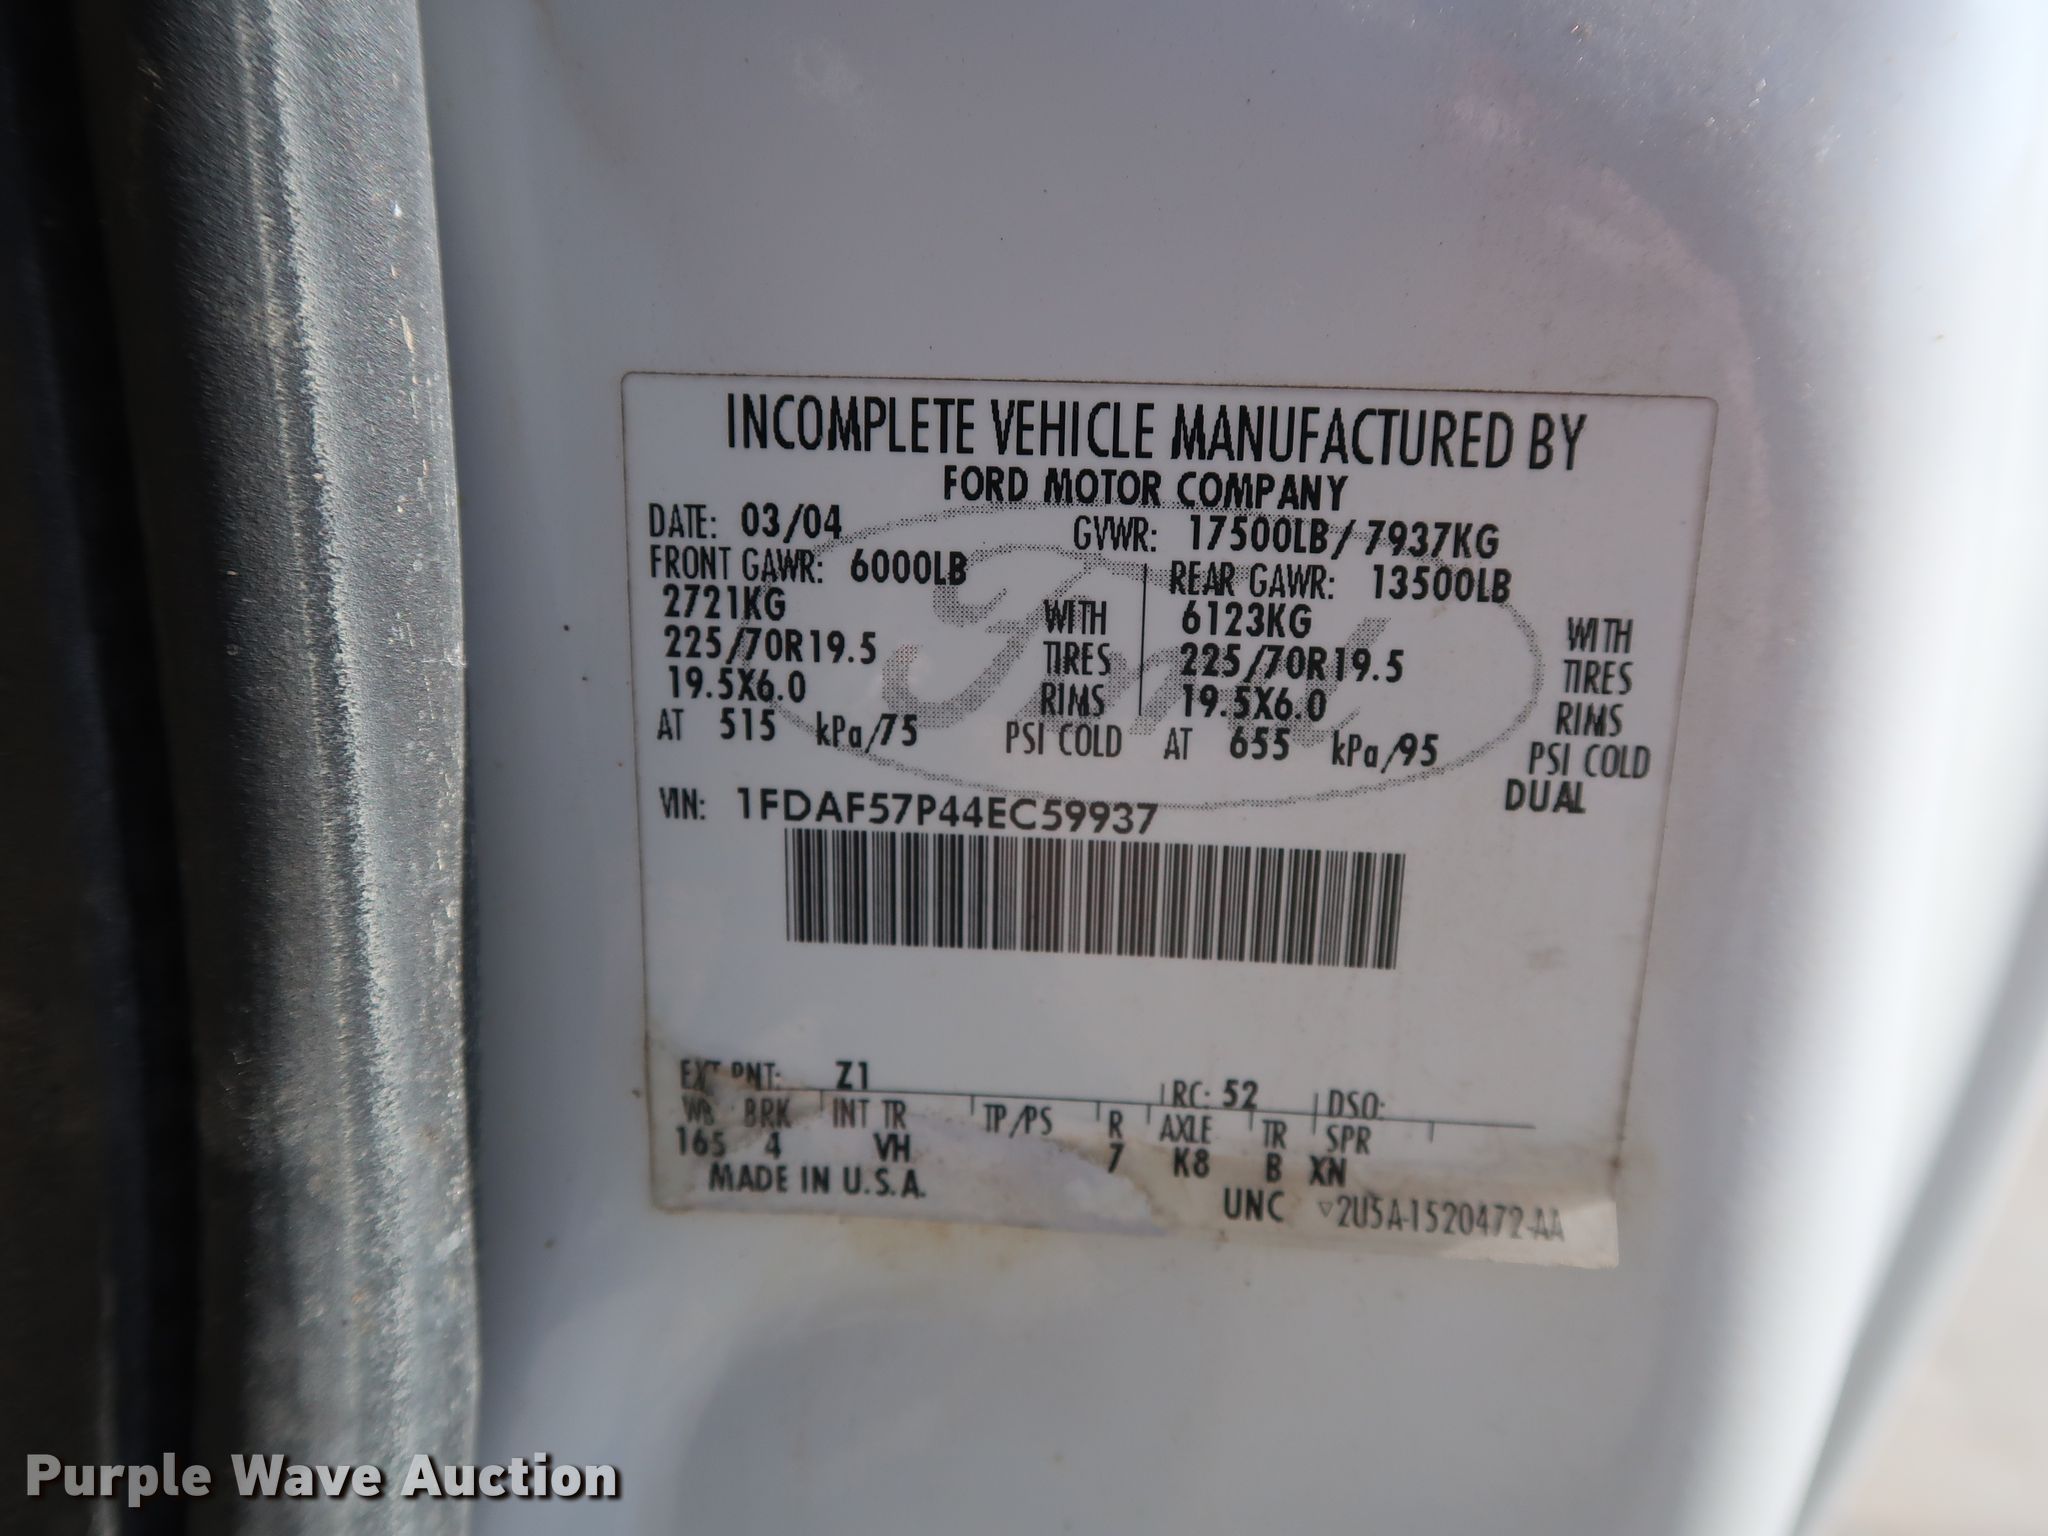 INCOMPLETE VEHICLE MANUFACTURED BY
FORD MOTOR COMPANY
DATE: 03/04 GVWR: 17500LB/7937KG
FRONT GAWR: 6000LB REAR GAWR: 13500LB
2721KG WITH 6123KG WITH
225/70R19.5 TIRES 225/70R19.5 TIRES
19.5X6.0 RIMS 19.5X6.0 RIMS
AT 515 kPa/75 PSI COLD AT 655 kPa/95 PSI COLD
DUAL
VIN: 1FDAF57P44EC59937
EXT PNT: Z1 RC: 52 DSO:
WB BRK INT TR TP/PS R AXLE TR SPR
165 4 VH 7 K8 B XN
MADE IN U.S.A. UNC ▽2U5A-1520472-AA
Ford
Purple Wave Auction